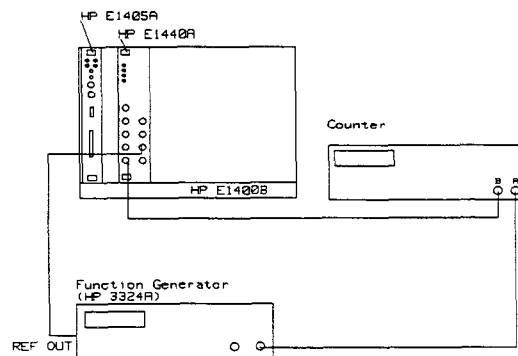 HP E1405A
HP E1440A
Counter
HP E1400B
B A
Function Generator
(HP 3324A)
REF OUT